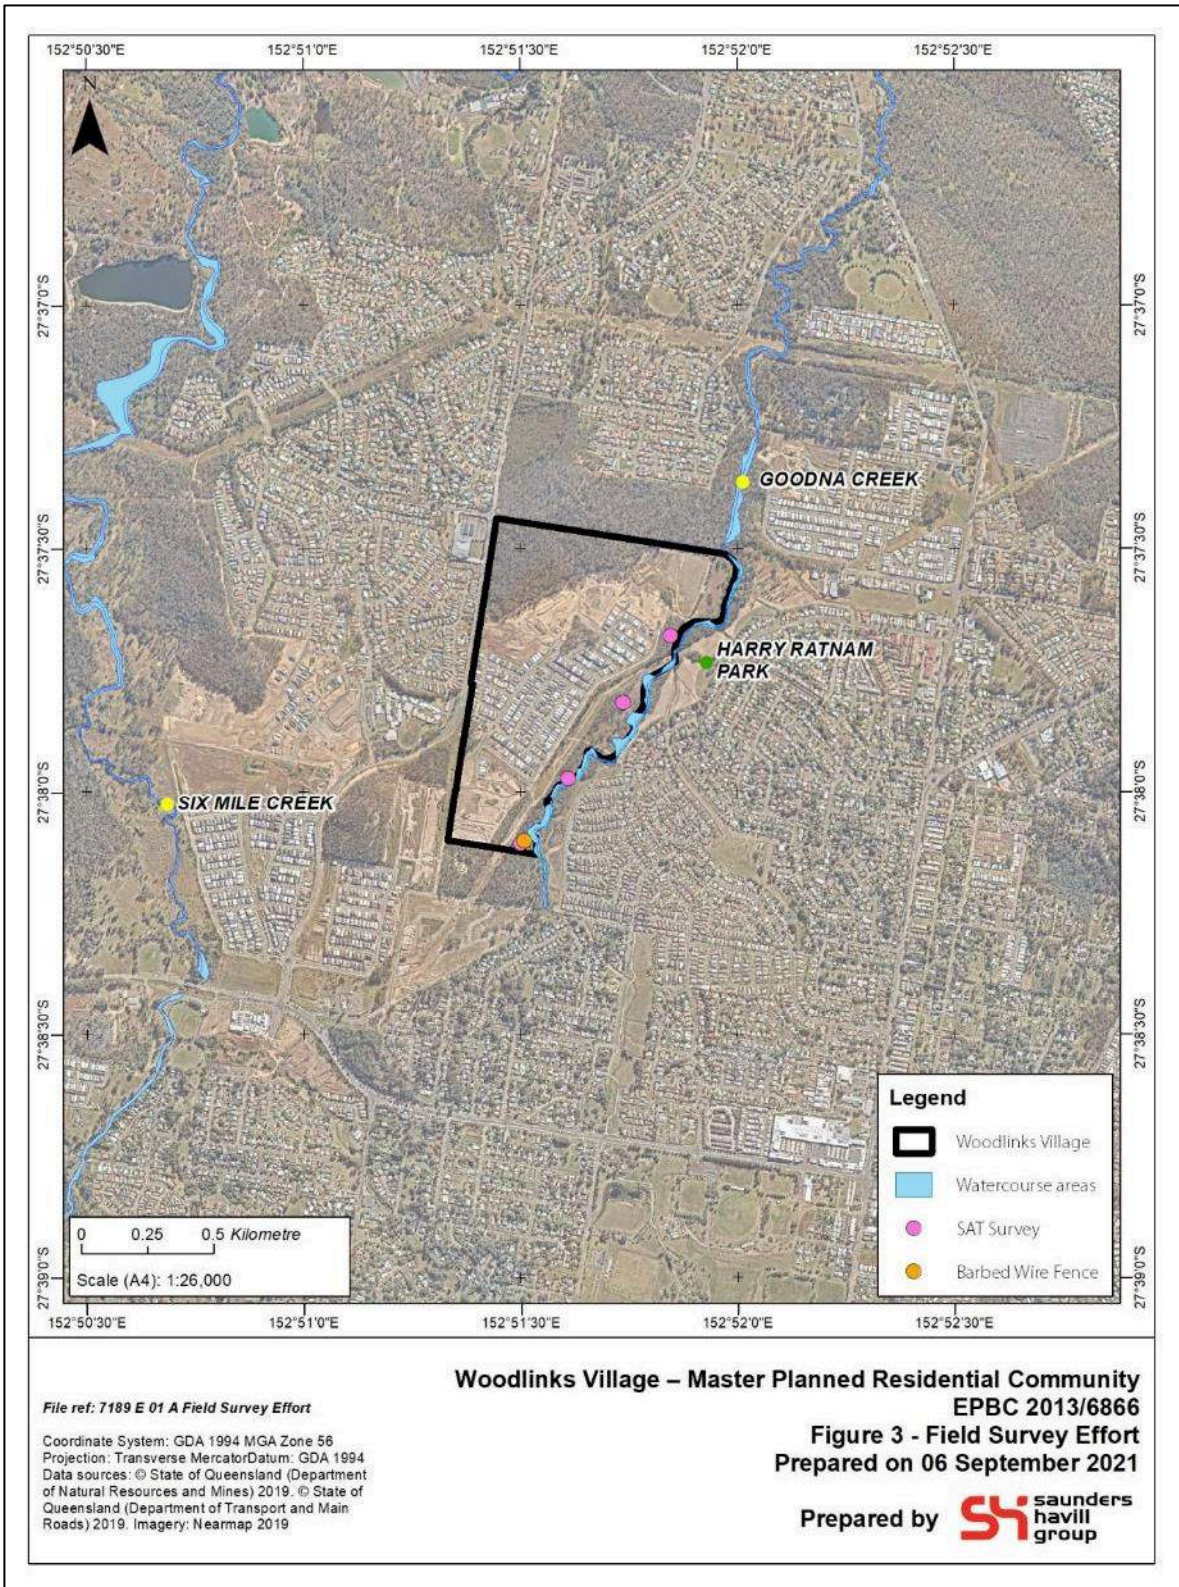 152°50'30"E 152°51'0"E 152°51'30"E 152°52'0"E 152°52'30"E
N
27°37'0"S 27°37'0"S
GOODNA CREEK
27°37'30"S 27°37'30"S
HARRY RATNAM
PARK
SIX MILE CREEK
27°38'0"S 27°38'0"S
27°38'30"S 27°38'30"S
Legend
Woodlinks Village
Watercourse areas
SAT Survey
Barbed Wire Fence
0 0.25 0.5 Kilometre
Scale (A4): 1:26,000
27°39'0"S 27°39'0"S
152°50'30"E 152°51'0"E 152°51'30"E 152°52'0"E 152°52'30"E
Woodlinks Village – Master Planned Residential Community
EPBC 2013/6866
Figure 3 - Field Survey Effort
Prepared on 06 September 2021
Prepared by
saunders
havill
group
File ref: 7189 E 01 A Field Survey Effort
Coordinate System: GDA 1994 MGA Zone 56
Projection: Transverse MercatorDatum: GDA 1994
Data sources: © State of Queensland (Department
of Natural Resources and Mines) 2019. © State of
Queensland (Department of Transport and Main
Roads) 2019. Imagery: Nearmap 2019